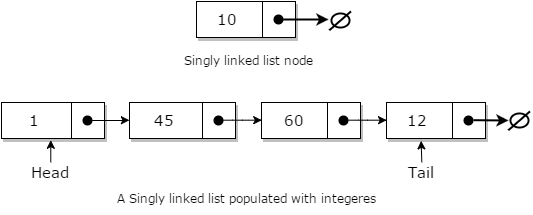 10
Singly linked list node
1 45 60 12
Head Tail
A Singly linked list populated with integeres